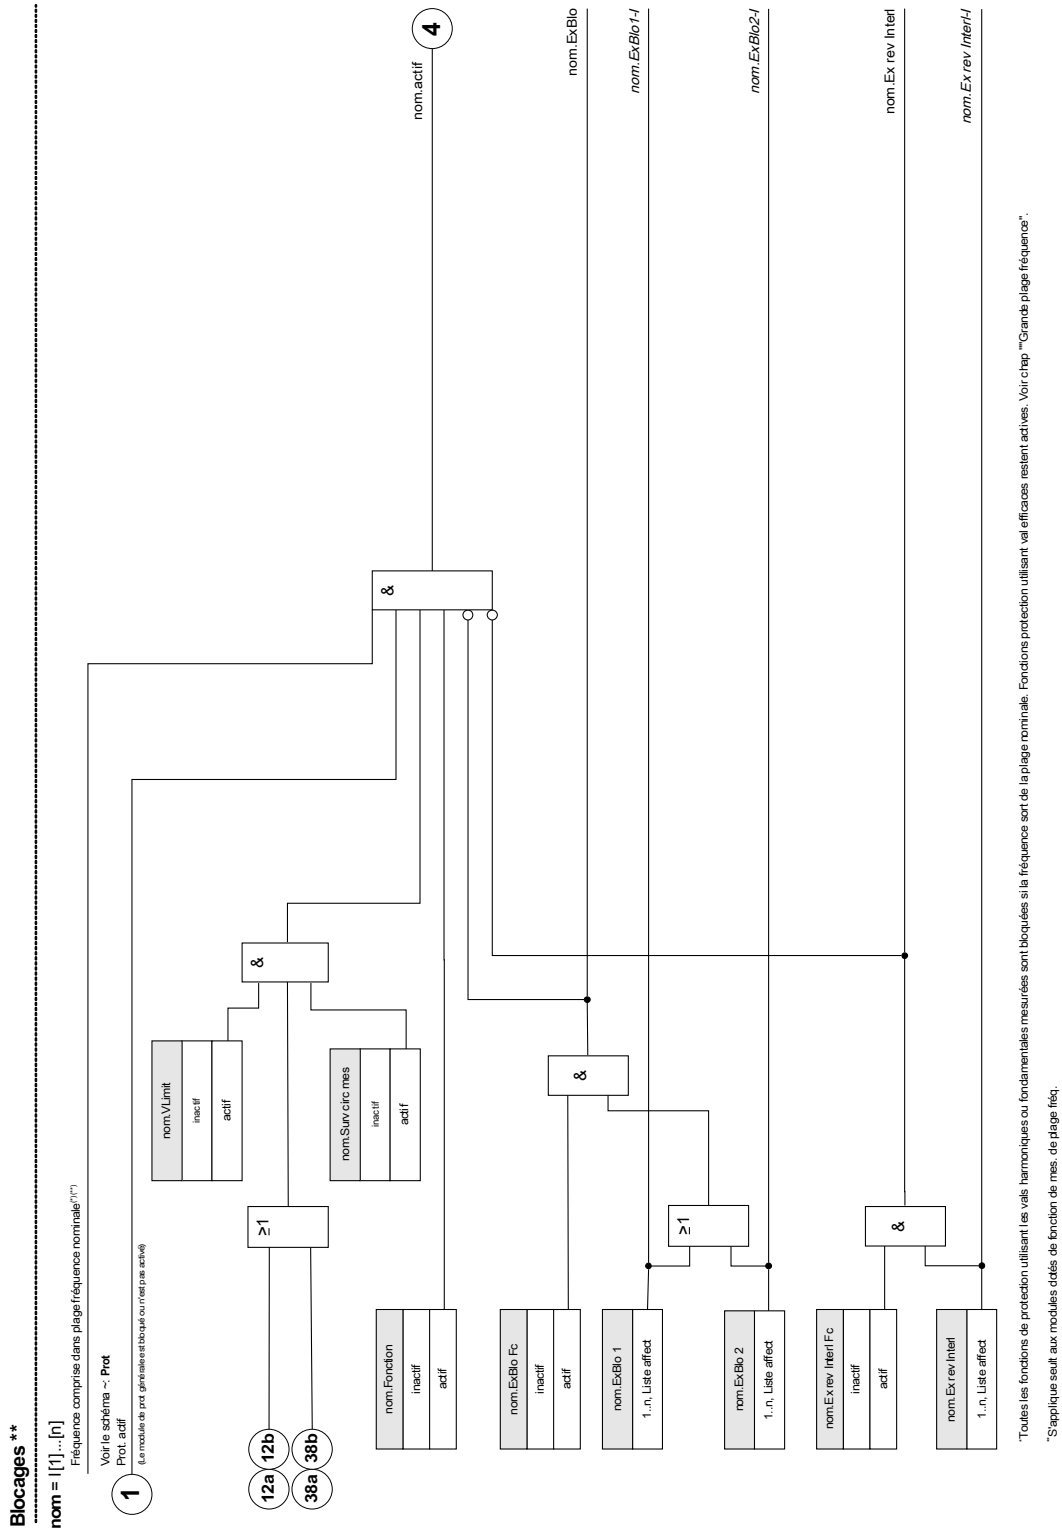 Blocages **
nom = I[1]...[n]
Fréquence comprise dans plage fréquence nominale(*)(**)
Voir le schéma ~: Prot
Prot. actif
(Le module de prot générale est bloqué ou n'est pas activé)
1
nom.VLimit
inactif
actif
&
nom.Surv circ mes
inactif
actif
≥1
12a 12b
38a 38b
nom.Fonction
inactif
actif
&
nom.actif
4
nom.ExBlo Fc
inactif
actif
&
nom.ExBlo
nom.ExBlo 1
1..n, Liste affect
nom.ExBlo1-I
≥1
nom.ExBlo 2
1..n, Liste affect
nom.ExBlo2-I
nom.Ex rev Interl Fc
inactif
actif
&
nom.Ex rev Interl
nom.Ex rev Interl
1..n, Liste affect
nom.Ex rev Interl-I
*Toutes les fonctions de protection utilisant les vals harmoniques ou fondamentales mesurées sont bloquées si la fréquence sort de la plage nominale. Fonctions protection utilisant val efficaces restent actives. Voir chap ""Grande plage fréquence".
**S'applique seult aux modules dotés de fonction de mes. de plage fréq.